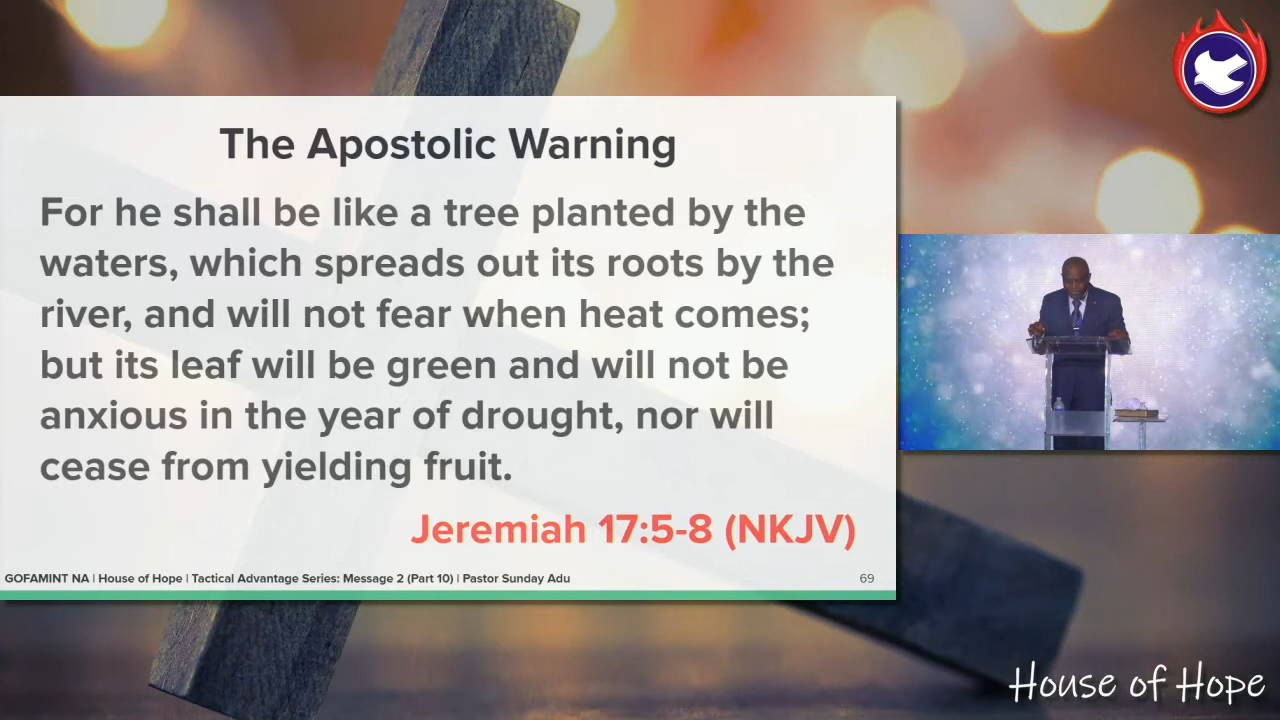 The Apostolic Warning
For he shall be like a tree planted by the
waters, which spreads out its roots by the
river, and will not fear when heat comes;
but its leaf will be green and will not be
anxious in the year of drought, nor will
cease from yielding fruit.
Jeremiah 17:5-8 (NKJV)
GOFAMINT NA | House of Hope | Tactical Advantage Series: Message 2 (Part 10) | Pastor Sunday Adu
69
House of Hope